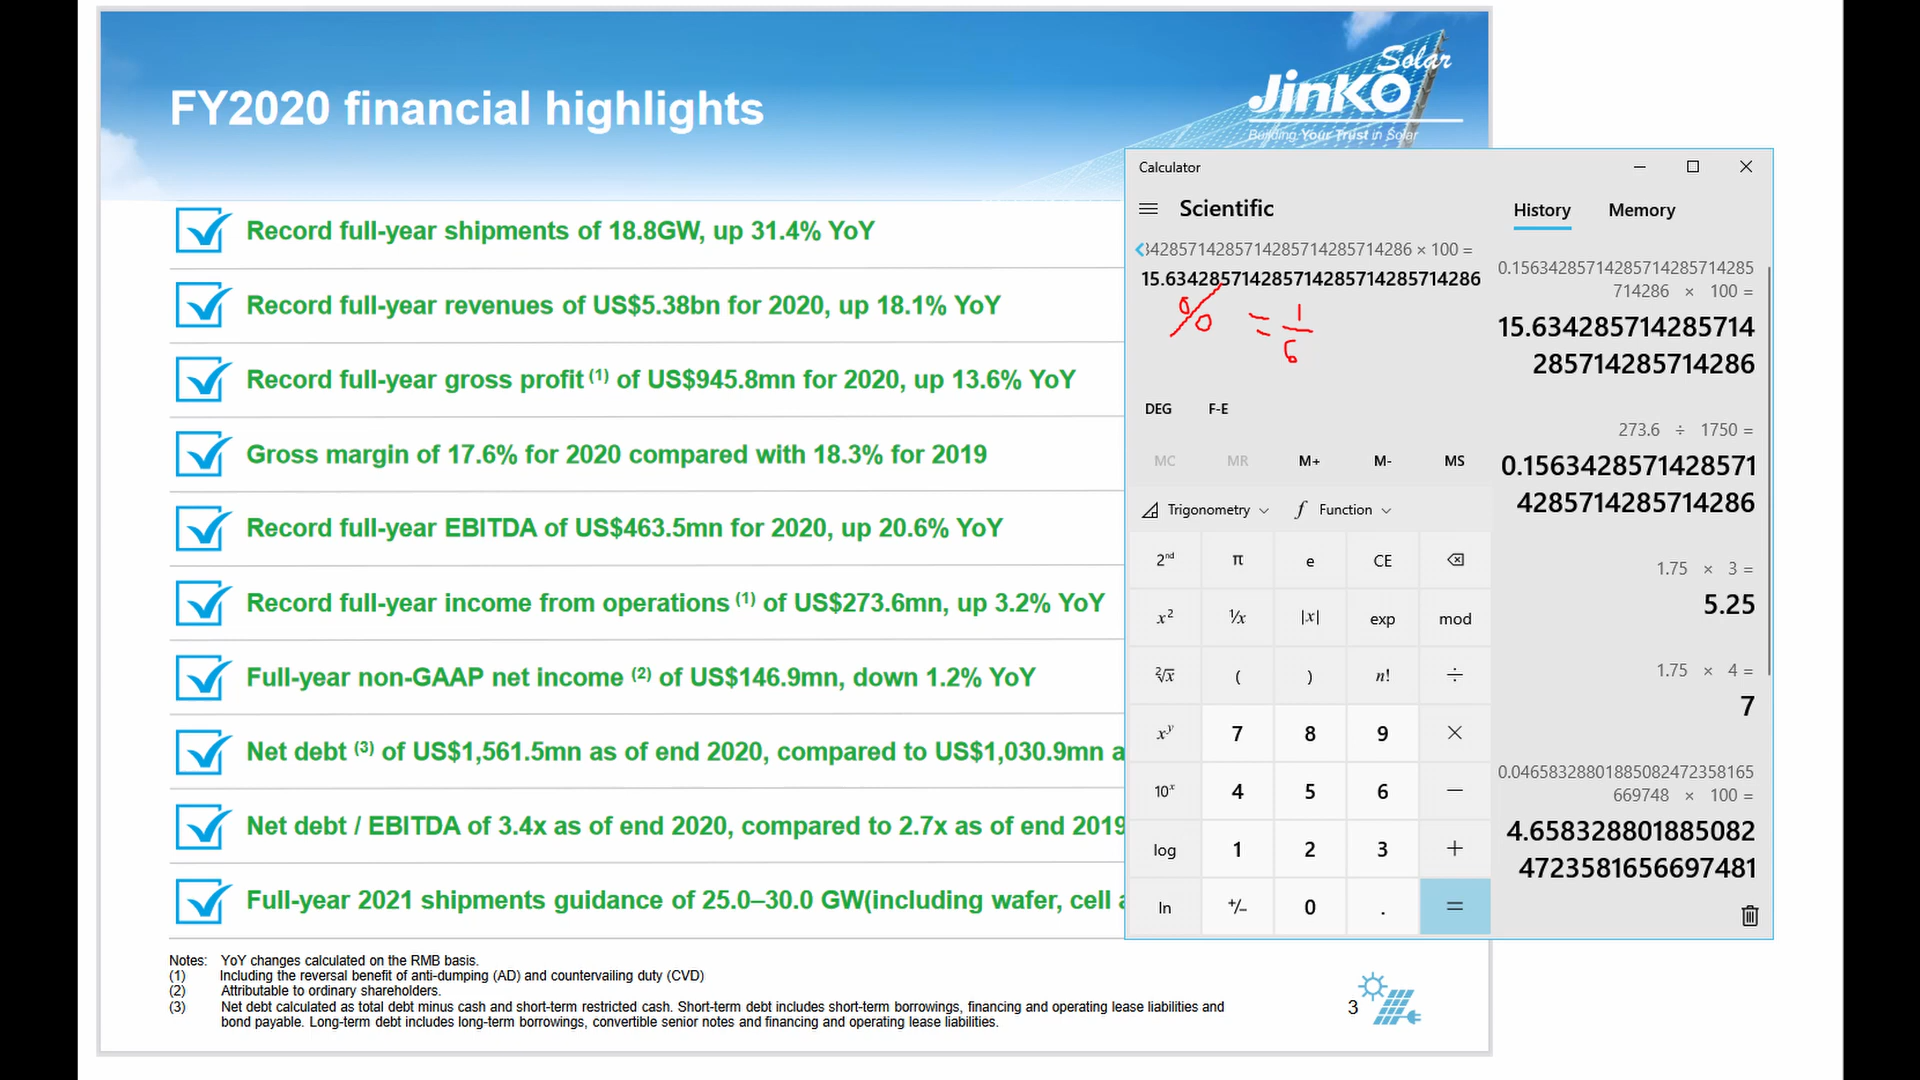 FY2020 financial highlights
Solar
JinKO
Building Your Trust in Solar
Record full-year shipments of 18.8GW, up 31.4% YoY
Record full-year revenues of US$5.38bn for 2020, up 18.1% YoY
Record full-year gross profit (1) of US$945.8mn for 2020, up 13.6% YoY
Gross margin of 17.6% for 2020 compared with 18.3% for 2019
Record full-year EBITDA of US$463.5mn for 2020, up 20.6% YoY
Record full-year income from operations (1) of US$273.6mn, up 3.2% YoY
Full-year non-GAAP net income (2) of US$146.9mn, down 1.2% YoY
Net debt (3) of US$1,561.5mn as of end 2020, compared to US$1,030.9mn a
Net debt / EBITDA of 3.4x as of end 2020, compared to 2.7x as of end 2019
Full-year 2021 shipments guidance of 25.0–30.0 GW(including wafer, cell a
Notes: YoY changes calculated on the RMB basis.
(1) Including the reversal benefit of anti-dumping (AD) and countervailing duty (CVD)
(2) Attributable to ordinary shareholders.
(3) Net debt calculated as total debt minus cash and short-term restricted cash. Short-term debt includes short-term borrowings, financing and operating lease liabilities and
bond payable. Long-term debt includes long-term borrowings, convertible senior notes and financing and operating lease liabilities.
3
Calculator
Scientific
34285714285714285714285714286 × 100 =
15.634285714285714285714285714286
% = 1/6
DEG F-E
MC MR M+ M- MS
Trigonometry Function
2nd π e CE
x² ¹/x |x| exp mod
²√x ( ) n! ÷
xʸ 7 8 9 ×
10ˣ 4 5 6 −
log 1 2 3 +
ln +/− 0 . =
History Memory
0.15634285714285714285714285
714286 × 100 =
15.634285714285714
285714285714286
273.6 ÷ 1750 =
0.1563428571428571
4285714285714286
1.75 × 3 =
5.25
1.75 × 4 =
7
0.04658328801885082472358165
669748 × 100 =
4.658328801885082
4723581656697481